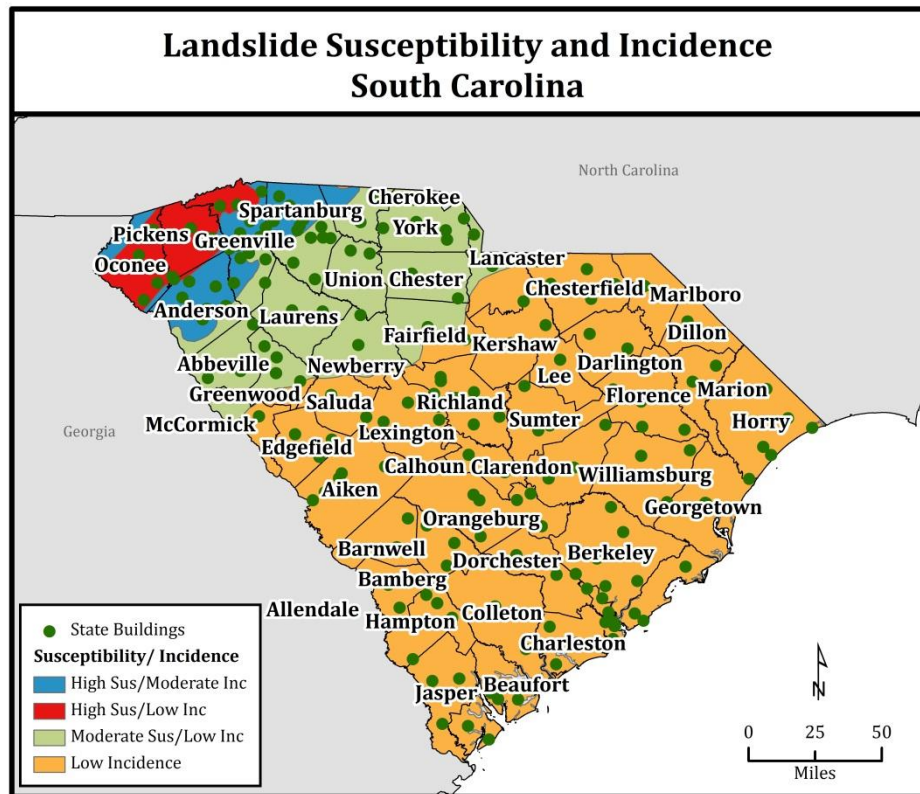 Landslide Susceptibility and Incidence
South Carolina
North Carolina
Cherokee
Spartanburg
York
Pickens
Greenville
Oconee
Lancaster
Union Chester
Chesterfield
Marlboro
Anderson
Laurens
Dillon
Fairfield
Kershaw
Abbeville
Newberry
Darlington
Lee
Marion
Greenwood
Saluda
Richland
Florence
McCormick
Sumter
Horry
Georgia
Lexington
Edgefield
Calhoun Clarendon
Williamsburg
Aiken
Georgetown
Orangeburg
Barnwell
Dorchester
Berkeley
Bamberg
Allendale
Hampton
Colleton
Charleston
Jasper
Beaufort
State Buildings
Susceptibility/ Incidence
High Sus/Moderate Inc
High Sus/Low Inc
Moderate Sus/Low Inc
Low Incidence
N
0 25 50
Miles